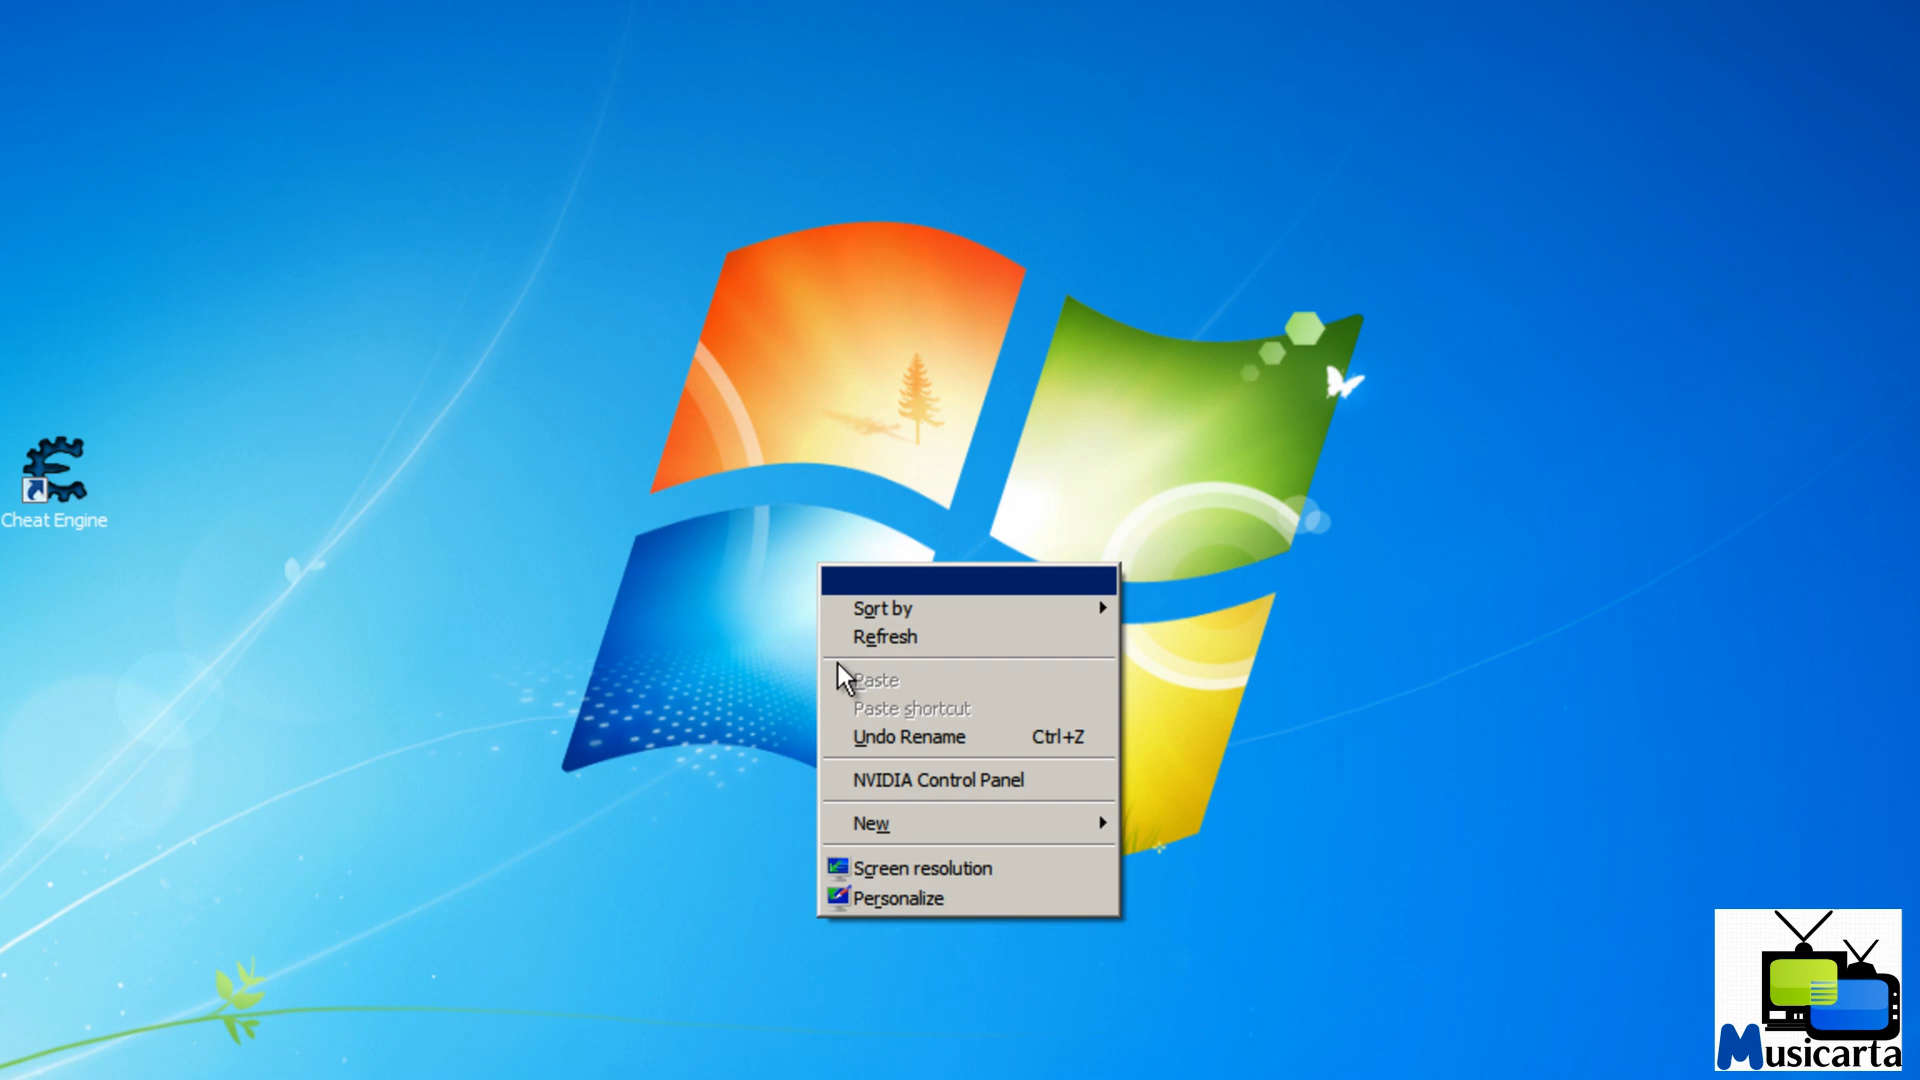 Cheat Engine
Sort by
Refresh
Paste
Paste shortcut
Undo Rename Ctrl+Z
NVIDIA Control Panel
New
Screen resolution
Personalize
Musicarta